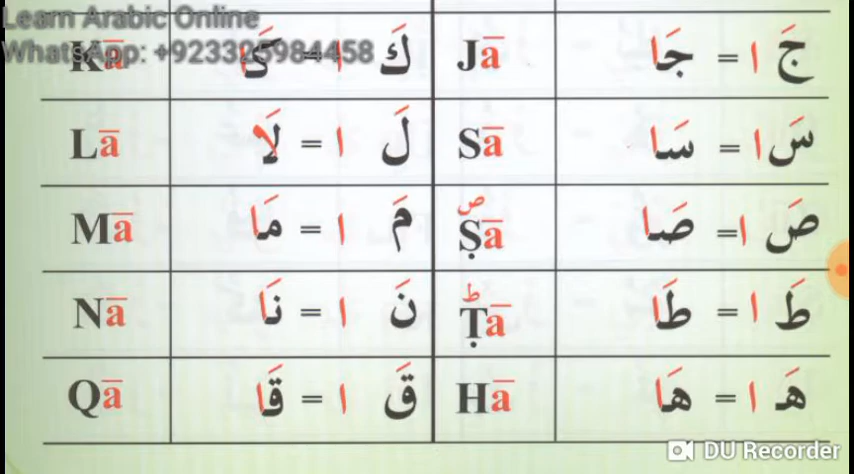 Learn Arabic Online
WhatsApp: +923325984458
Kā كَا = ا كَ Jā جَا = ا جَ
Lā لَا = ا لَ Sā سَا = ا سَ
Mā مَا = ا مَ Ṣā ص صَا = ا صَ
Nā نَا = ا نَ Ṭā ط طَا = ا طَ
Qā قَا = ا قَ Hā هَا = ا هَ
DU Recorder